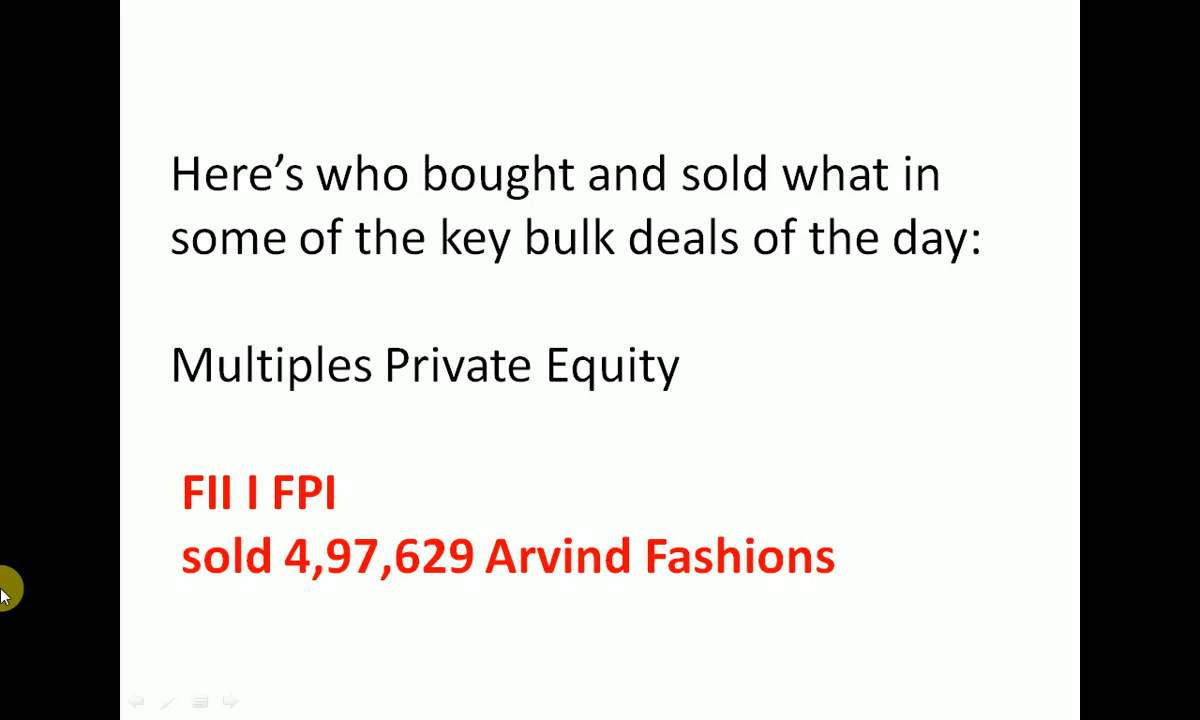 Here’s who bought and sold what in
some of the key bulk deals of the day:
Multiples Private Equity
FII I FPI
sold 4,97,629 Arvind Fashions